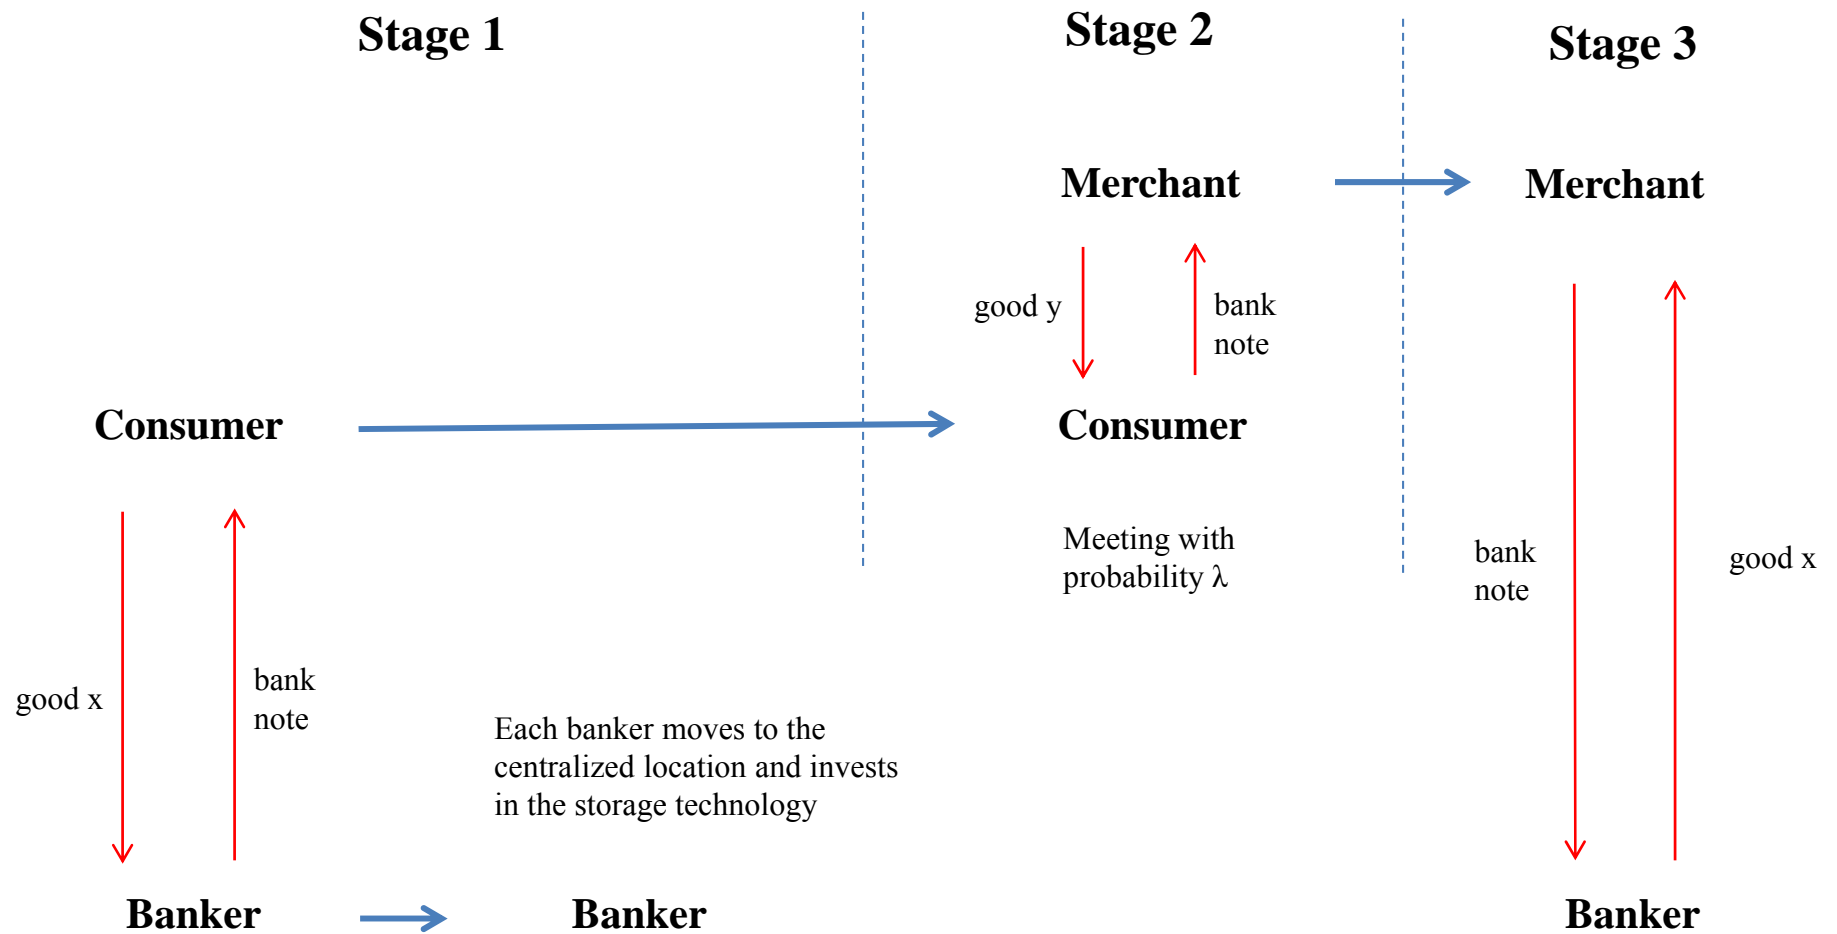 Stage 1
Stage 2
Stage 3
Merchant
Merchant
good y
bank
note
Consumer
Consumer
Meeting with
probability λ
bank
note
good x
good x
bank
note
Each banker moves to the
centralized location and invests
in the storage technology
Banker
Banker
Banker